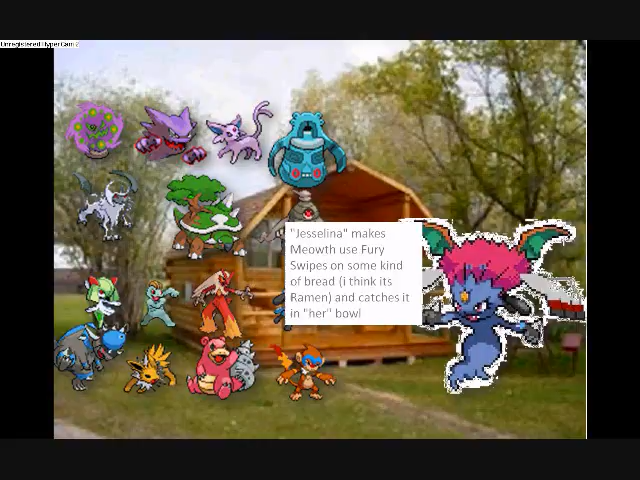 Unregistered HyperCam 2
"Jesselina" makes
Meowth use Fury
Swipes on some kind
of bread (i think its
Ramen) and catches it
in "her" bowl